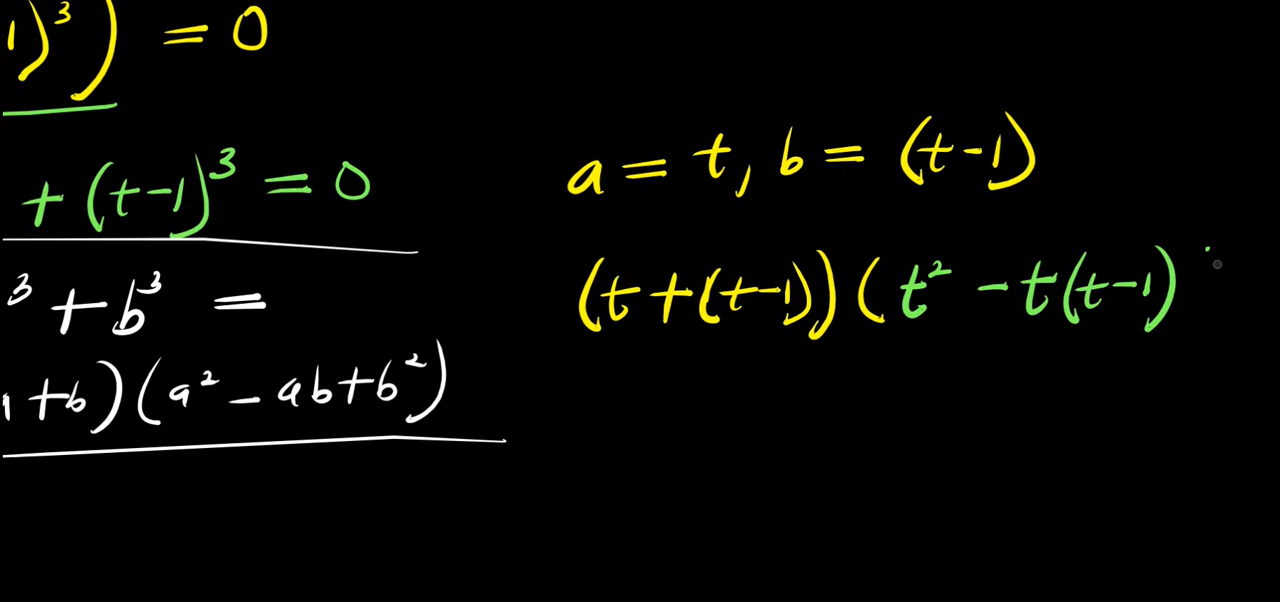 1)³) = 0
+ (t-1)³ = 0
³ + b³ =
+b)(a² - ab + b²)
a = t, b = (t-1)
(t + (t-1))(t² - t(t-1)